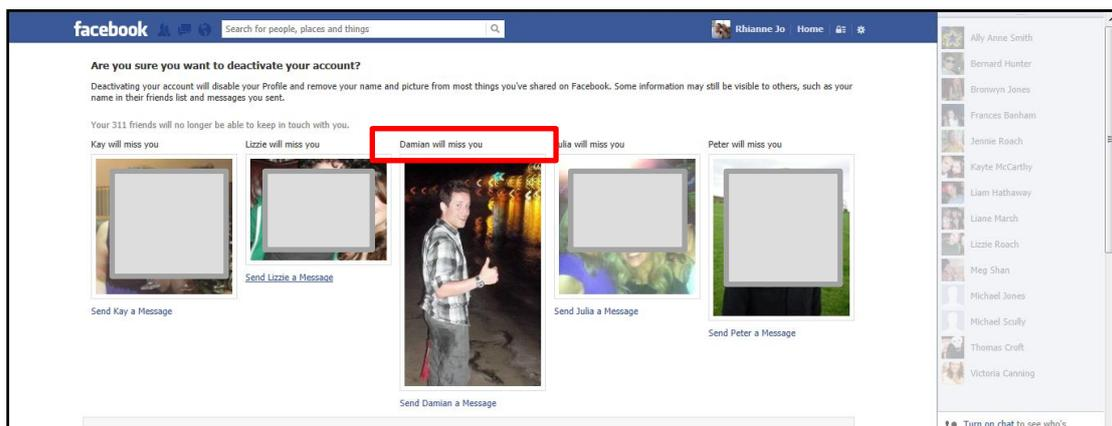 facebook
Search for people, places and things
Rhianne Jo Home
Are you sure you want to deactivate your account?
Deactivating your account will disable your Profile and remove your name and picture from most things you've shared on Facebook. Some information may still be visible to others, such as your
name in their friends list and messages you sent.
Your 311 friends will no longer be able to keep in touch with you.
Kay will miss you
Lizzie will miss you
Damian will miss you
ulia will miss you
Peter will miss you
Send Kay a Message
Send Lizzie a Message
Send Damian a Message
Send Julia a Message
Send Peter a Message
Ally Anne Smith
Bernard Hunter
Bronwyn Jones
Frances Banham
Jennie Roach
Kayte McCarthy
Liam Hathaway
Liane Marsh
Lizzie Roach
Meg Shan
Michael Jones
Michael Scully
Thomas Croft
Victoria Canning
Turn on chat to see who's